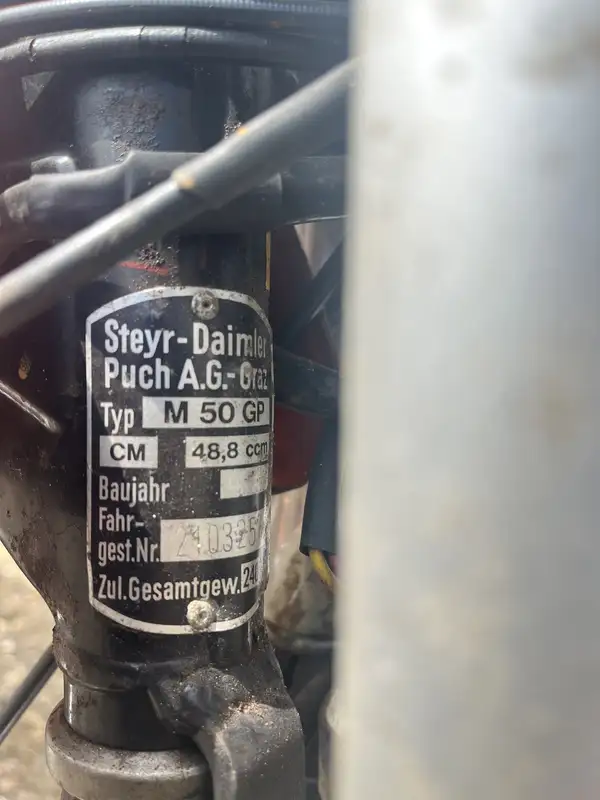 Steyr-Daimler
Puch A.G.-Graz
Typ M 50 GP
CM 48,8 ccm
Baujahr
Fahr-
gest.Nr.
Zul.Gesamtgew.